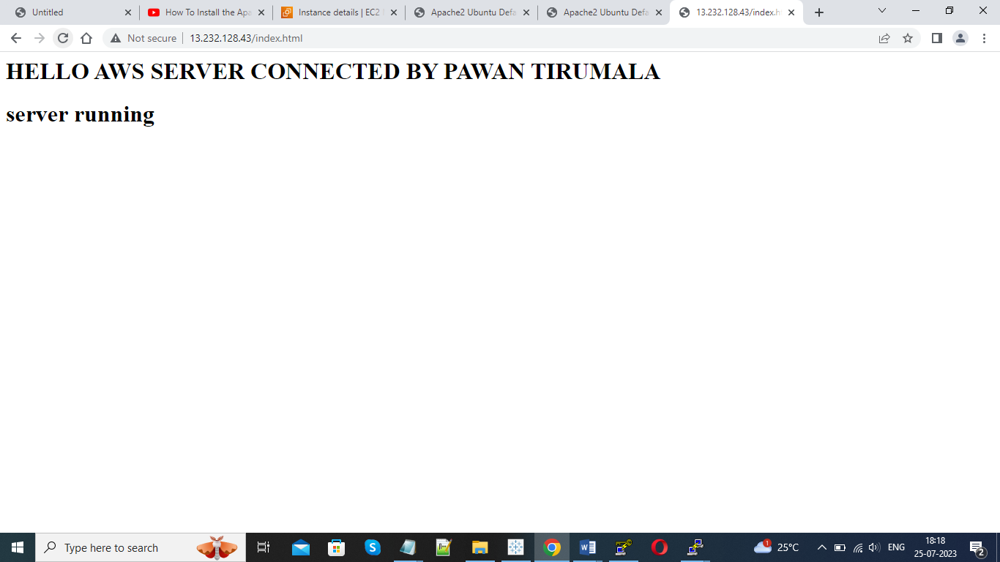 Untitled
How To Install the Apa
Instance details | EC2
Apache2 Ubuntu Defa
Apache2 Ubuntu Defa
13.232.128.43/index.h
Not secure
13.232.128.43/index.html
HELLO AWS SERVER CONNECTED BY PAWAN TIRUMALA
server running
Type here to search
1
25°C
ENG
18:18
25-07-2023
2